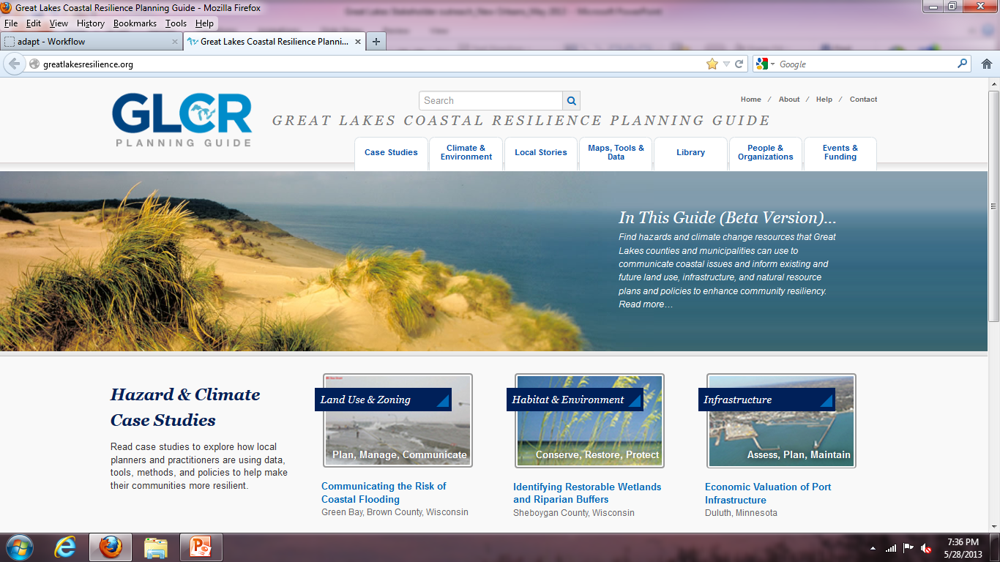 Great Lakes Coastal Resilience Planning Guide - Mozilla Firefox
File Edit View History Bookmarks Tools Help
adapt - Workflow
Great Lakes Coastal Resilience Planni...
greatlakesresilience.org
Google
GLCR
PLANNING GUIDE
Search
Home / About / Help / Contact
GREAT LAKES COASTAL RESILIENCE PLANNING GUIDE
Case Studies
Climate &
Environment
Local Stories
Maps, Tools &
Data
Library
People &
Organizations
Events &
Funding
In This Guide (Beta Version)...
Find hazards and climate change resources that Great
Lakes counties and municipalities can use to
communicate coastal issues and inform existing and
future land use, infrastructure, and natural resource
plans and policies to enhance community resiliency.
Read more…
Hazard & Climate
Case Studies
Read case studies to explore how local
planners and practitioners are using data,
tools, methods, and policies to help make
their communities more resilient.
Land Use & Zoning
Plan, Manage, Communicate
Communicating the Risk of
Coastal Flooding
Green Bay, Brown County, Wisconsin
Habitat & Environment
Conserve, Restore, Protect
Identifying Restorable Wetlands
and Riparian Buffers
Sheboygan County, Wisconsin
Infrastructure
Assess, Plan, Maintain
Economic Valuation of Port
Infrastructure
Duluth, Minnesota
7:36 PM
5/28/2013